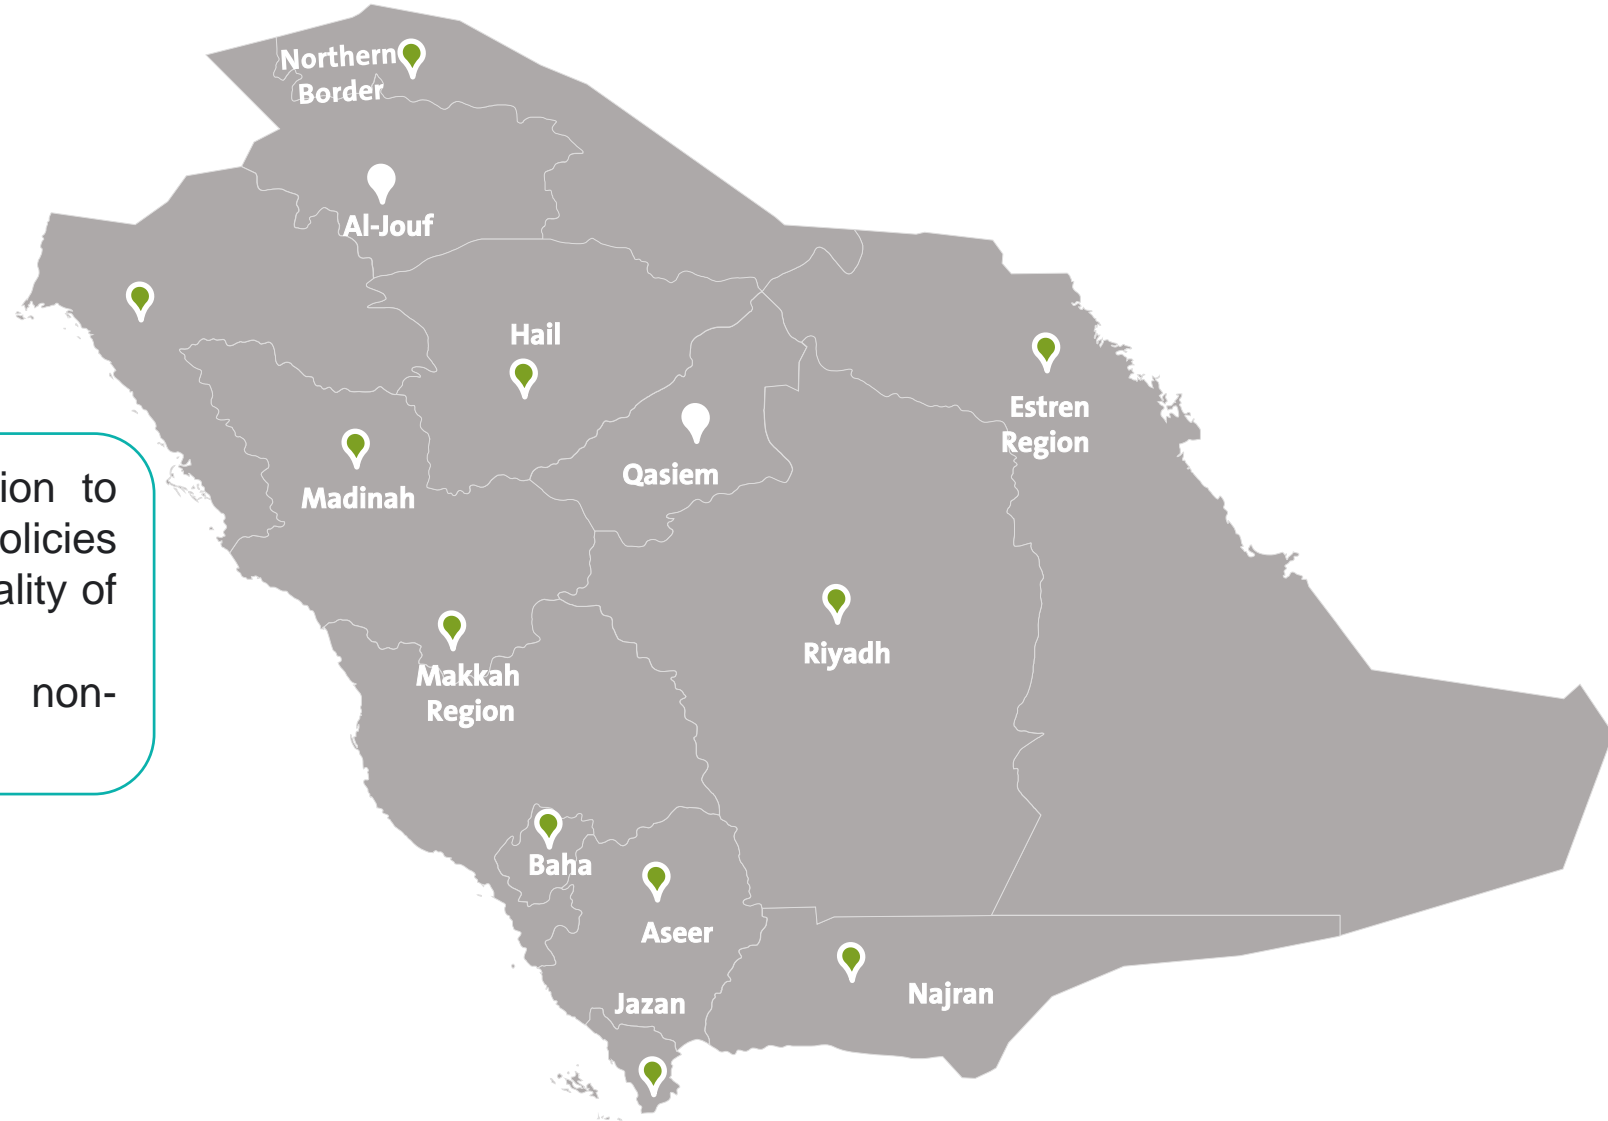 Northern
Border
Al-Jouf
Hail
Estren
Region
Qasiem
Madinah
ion to
olicies
ality of
non-
Riyadh
Makkah
Region
Baha
Aseer
Najran
Jazan